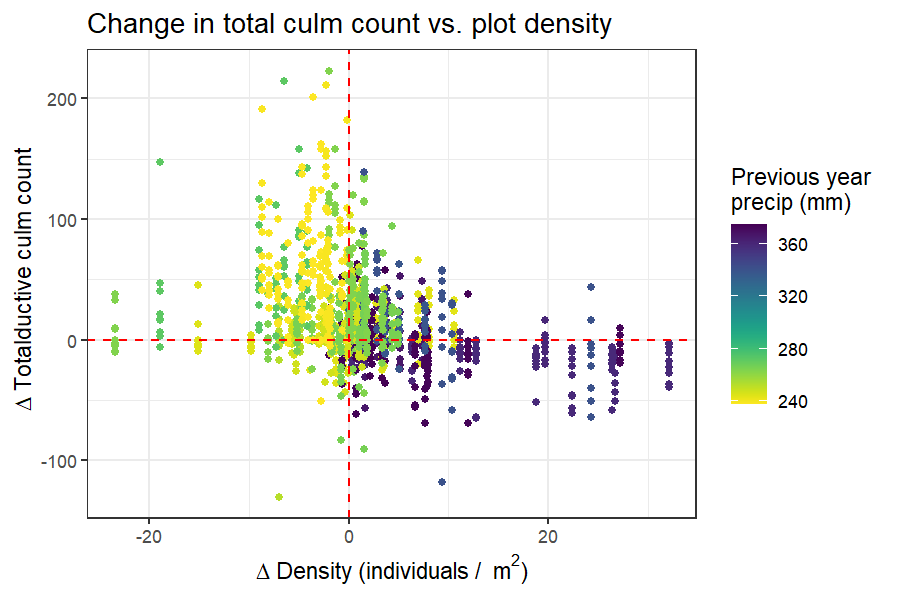 Change in total culm count vs. plot density
Δ Totalductive culm count
200
100
0
-100
-20
0
20
Δ Density (individuals / m²)
Previous year
precip (mm)
360
320
280
240